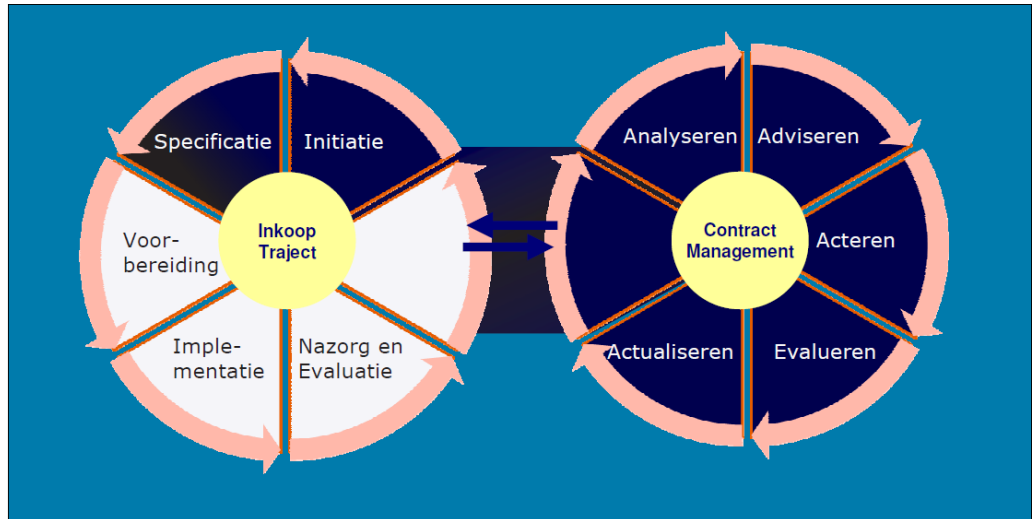 Specificatie
Initiatie
Voor-
bereiding
Inkoop
Traject
Imple-
mentatie
Nazorg en
Evaluatie
Analyseren
Adviseren
Contract
Management
Acteren
Actualiseren
Evalueren